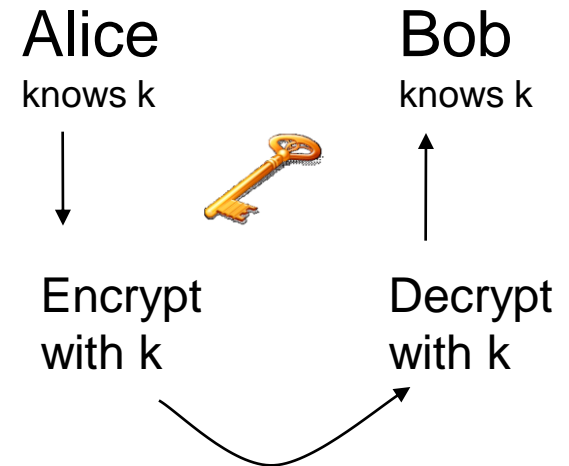 Alice
knows k
Bob
knows k
Encrypt
with k
Decrypt
with k